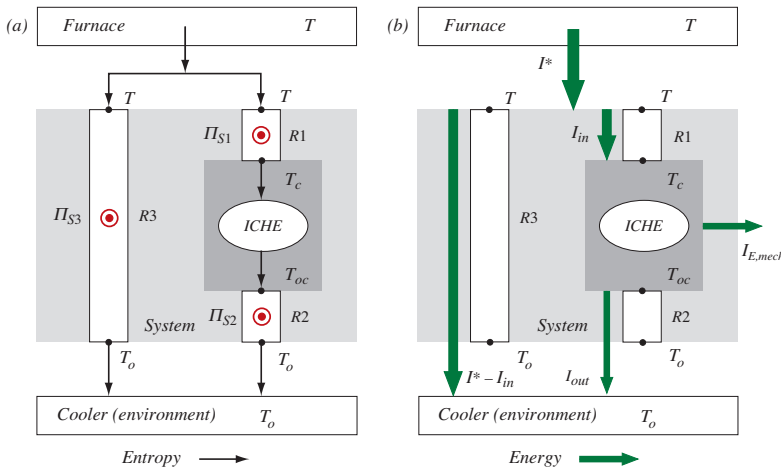 (a)
Furnace T
T T
Π_S1 R1
T_c
Π_S3 R3
ICHE
T_oc
Π_S2 R2
System
T_o T_o
Cooler (environment) T_o
Entropy
(b)
Furnace T
I*
T T
I_in R1
T_c
R3
ICHE
I_E,mech
T_oc
R2
System
T_o T_o
I* – I_in I_out
Cooler (environment) T_o
Energy